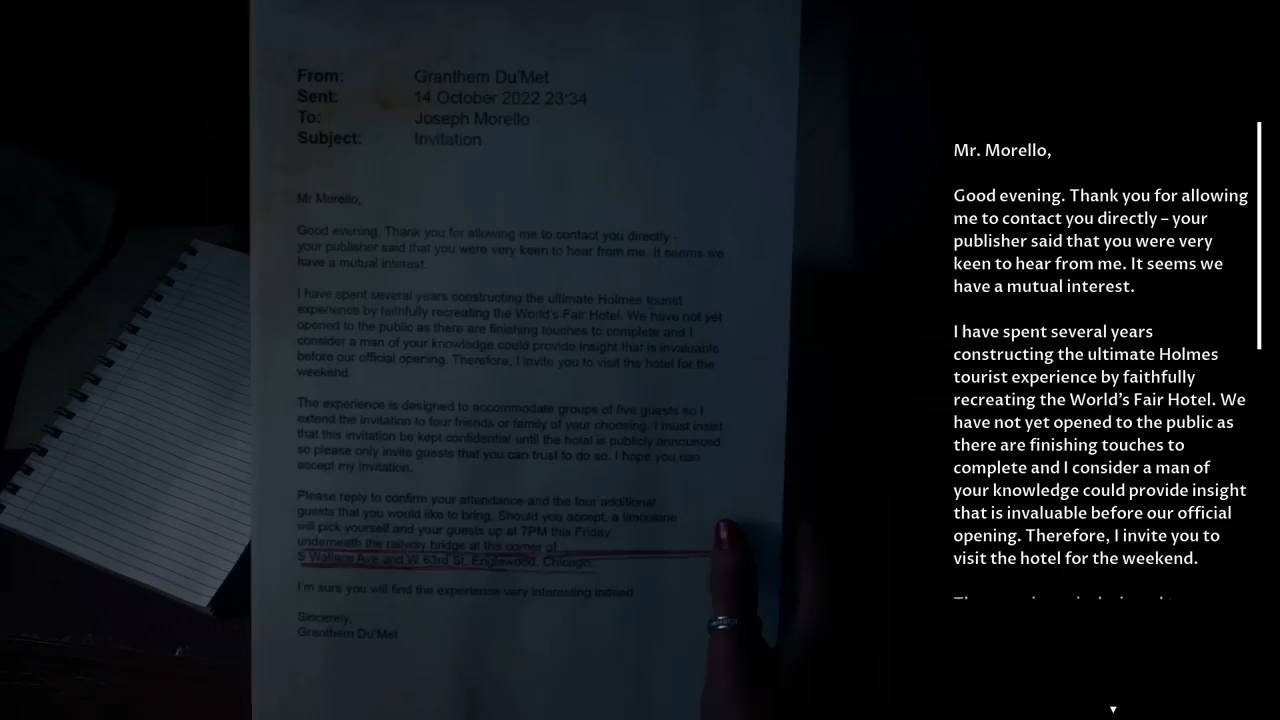 From: Granthem Du'Met
Sent: 14 October 2022 23:34
To: Joseph Morello
Subject: Invitation
Mr Morello,
Good evening. Thank you for allowing me to contact you directly -
your publisher said that you were very keen to hear from me. It seems we
have a mutual interest.
I have spent several years constructing the ultimate Holmes tourist
experience by faithfully recreating the World's Fair Hotel. We have not yet
opened to the public as there are finishing touches to complete and I
consider a man of your knowledge could provide insight that is invaluable
before our official opening. Therefore, I invite you to visit the hotel for the
weekend.
The experience is designed to accommodate groups of five guests so I
extend the invitation to four friends or family of your choosing. I must insist
that this invitation be kept confidential until the hotel is publicly announced
so please only invite guests that you can trust to do so. I hope you can
accept my invitation.
Please reply to confirm your attendance and the four additional
guests that you would like to bring. Should you accept, a limousine
will pick yourself and your guests up at 7PM this Friday
underneath the railway bridge at the corner of
S Wallace Ave and W 63rd St, Englewood, Chicago.
I'm sure you will find the experience very interesting indeed
Sincerely,
Granthem Du'Met
Mr. Morello,
Good evening. Thank you for allowing
me to contact you directly – your
publisher said that you were very
keen to hear from me. It seems we
have a mutual interest.
I have spent several years
constructing the ultimate Holmes
tourist experience by faithfully
recreating the World's Fair Hotel. We
have not yet opened to the public as
there are finishing touches to
complete and I consider a man of
your knowledge could provide insight
that is invaluable before our official
opening. Therefore, I invite you to
visit the hotel for the weekend.